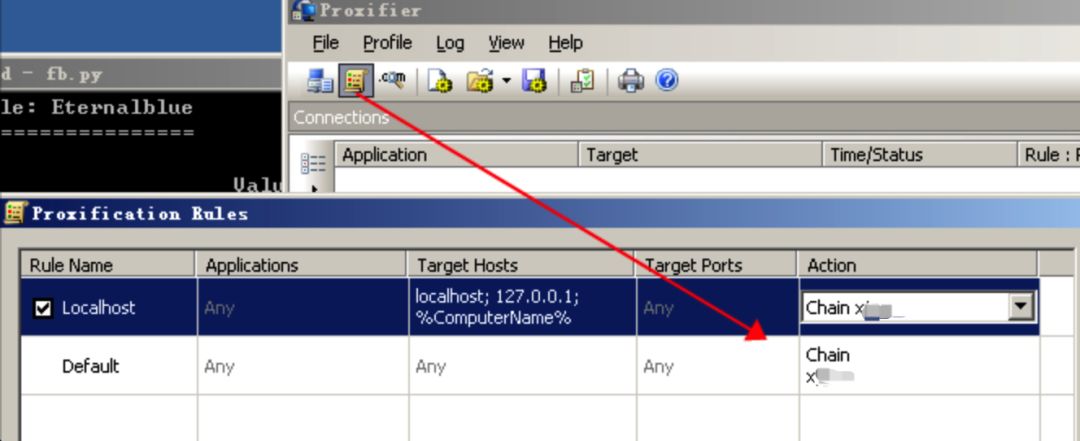 Proxifier
File Profile Log View Help
d - fb.py
le: Eternalblue
===============
Connections
Application Target Time/Status Rule :
Valu
Proxification Rules
Rule Name Applications Target Hosts Target Ports Action
Localhost Any localhost; 127.0.0.1; Any Chain
%ComputerName%
Default Any Any Any Chain